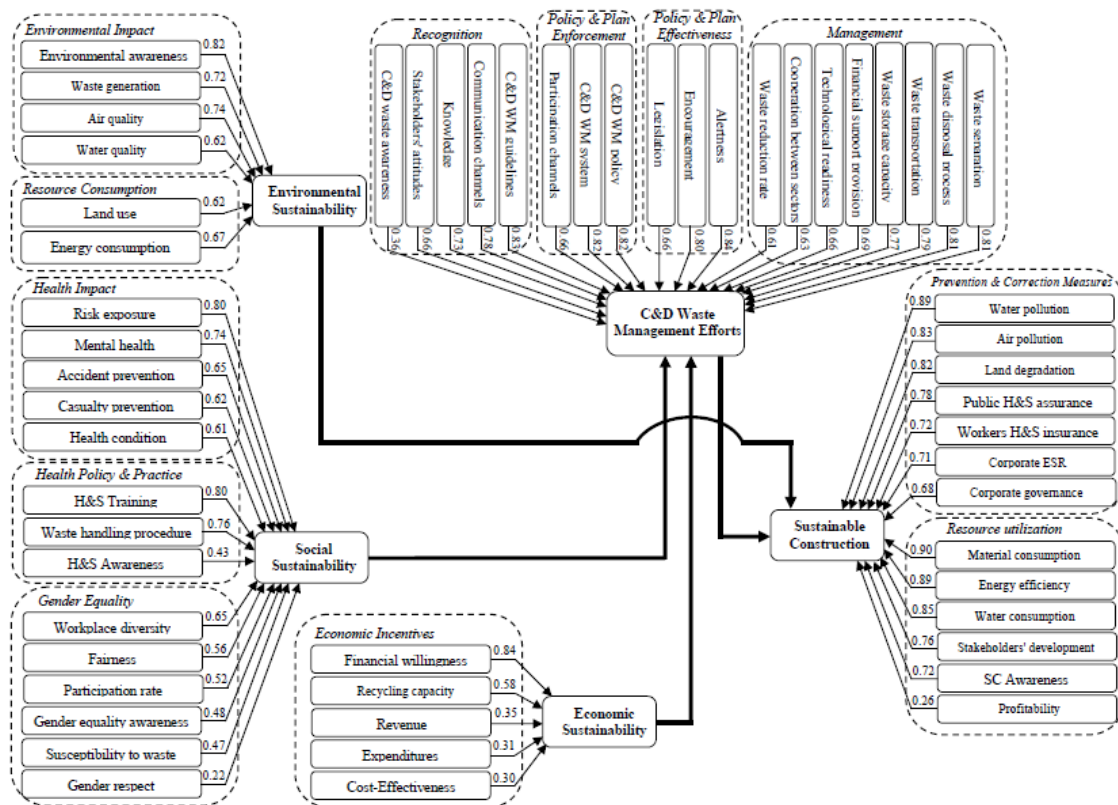 Environmental Impact
Environmental awareness
0.82
Waste generation
0.72
Air quality
0.74
Water quality
0.62
Resource Consumption
Land use
0.62
Energy consumption
0.67
Environmental
Sustainability
Recognition
C&D waste awareness
0.36
Stakeholders' attitudes
0.66
Knowledge
0.73
Communication channels
0.78
C&D WM guidelines
0.83
Policy & Plan
Enforcement
Participation channels
0.66
C&D WM system
0.82
C&D WM policy
0.82
Policy & Plan
Effectiveness
Legislation
0.66
Encouragement
0.80
Alertness
0.84
Management
Waste reduction rate
0.61
Cooperation between sectors
0.63
Technological readiness
0.66
Financial support provision
0.69
Waste storage capacity
0.77
Waste transportation
0.79
Waste disposal process
0.81
Waste separation
0.81
C&D Waste
Management Efforts
Health Impact
Risk exposure
0.80
Mental health
0.74
Accident prevention
0.65
Casualty prevention
0.62
Health condition
0.61
Health Policy & Practice
H&S Training
0.80
Waste handling procedure
0.76
H&S Awareness
0.43
Gender Equality
Workplace diversity
0.65
Fairness
0.56
Participation rate
0.52
Gender equality awareness
0.48
Susceptibility to waste
0.47
Gender respect
0.22
Social
Sustainability
Economic Incentives
Financial willingness
0.84
Recycling capacity
0.58
Revenue
0.35
Expenditures
0.31
Cost-Effectiveness
0.30
Economic
Sustainability
Prevention & Correction Measures
0.89
Water pollution
0.83
Air pollution
0.82
Land degradation
0.78
Public H&S assurance
0.72
Workers H&S insurance
0.71
Corporate ESR
0.68
Corporate governance
Sustainable
Construction
Resource utilization
0.90
Material consumption
0.89
Energy efficiency
0.85
Water consumption
0.76
Stakeholders' development
0.72
SC Awareness
0.26
Profitability